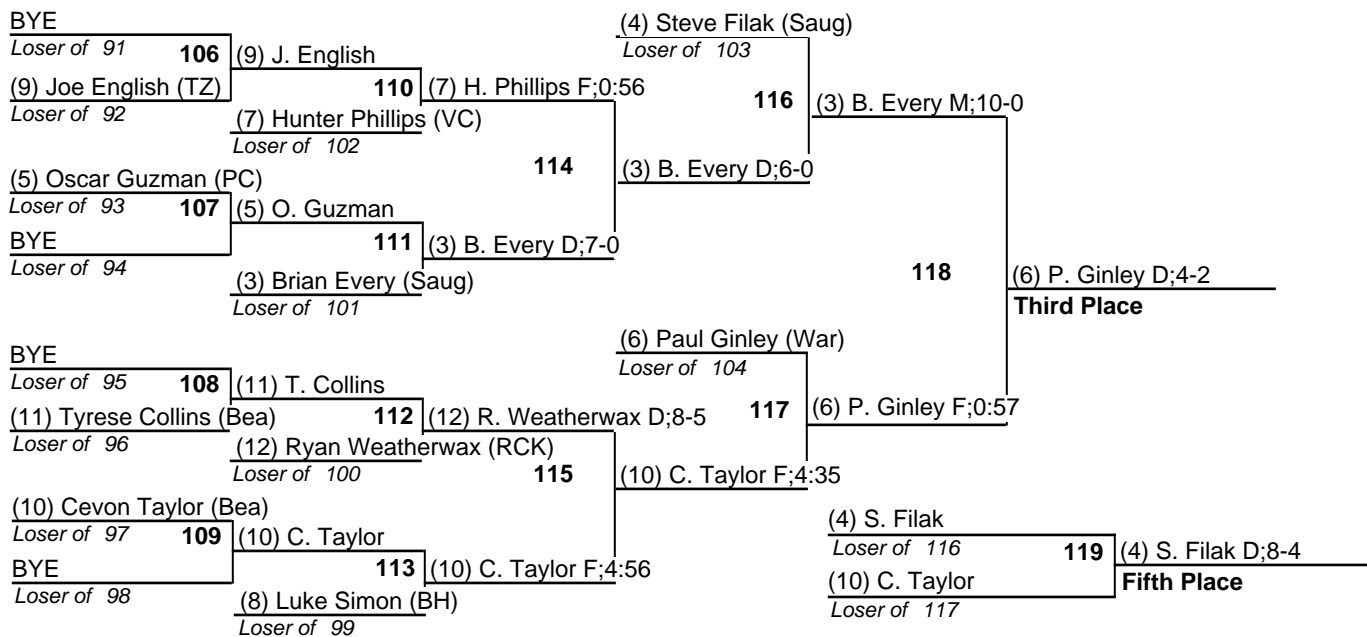 BYE
Loser of 91
106
(9) J. English
(9) Joe English (TZ)
Loser of 92
110
(7) H. Phillips F;0:56
(7) Hunter Phillips (VC)
Loser of 102
114
(5) Oscar Guzman (PC)
Loser of 93
107
(5) O. Guzman
BYE
Loser of 94
111
(3) B. Every D;7-0
(3) Brian Every (Saug)
Loser of 101
(4) Steve Filak (Saug)
Loser of 103
116
(3) B. Every M;10-0
(3) B. Every D;6-0
118
(6) P. Ginley D;4-2
Third Place
BYE
Loser of 95
108
(11) T. Collins
(11) Tyrese Collins (Bea)
Loser of 96
112
(12) R. Weatherwax D;8-5
(12) Ryan Weatherwax (RCK)
Loser of 100
115
(10) Cevon Taylor (Bea)
Loser of 97
109
(10) C. Taylor
BYE
Loser of 98
113
(10) C. Taylor F;4:56
(8) Luke Simon (BH)
Loser of 99
(6) Paul Ginley (War)
Loser of 104
117
(6) P. Ginley F;0:57
(10) C. Taylor F;4:35
(4) S. Filak
Loser of 116
119
(4) S. Filak D;8-4
(10) C. Taylor
Fifth Place
Loser of 117